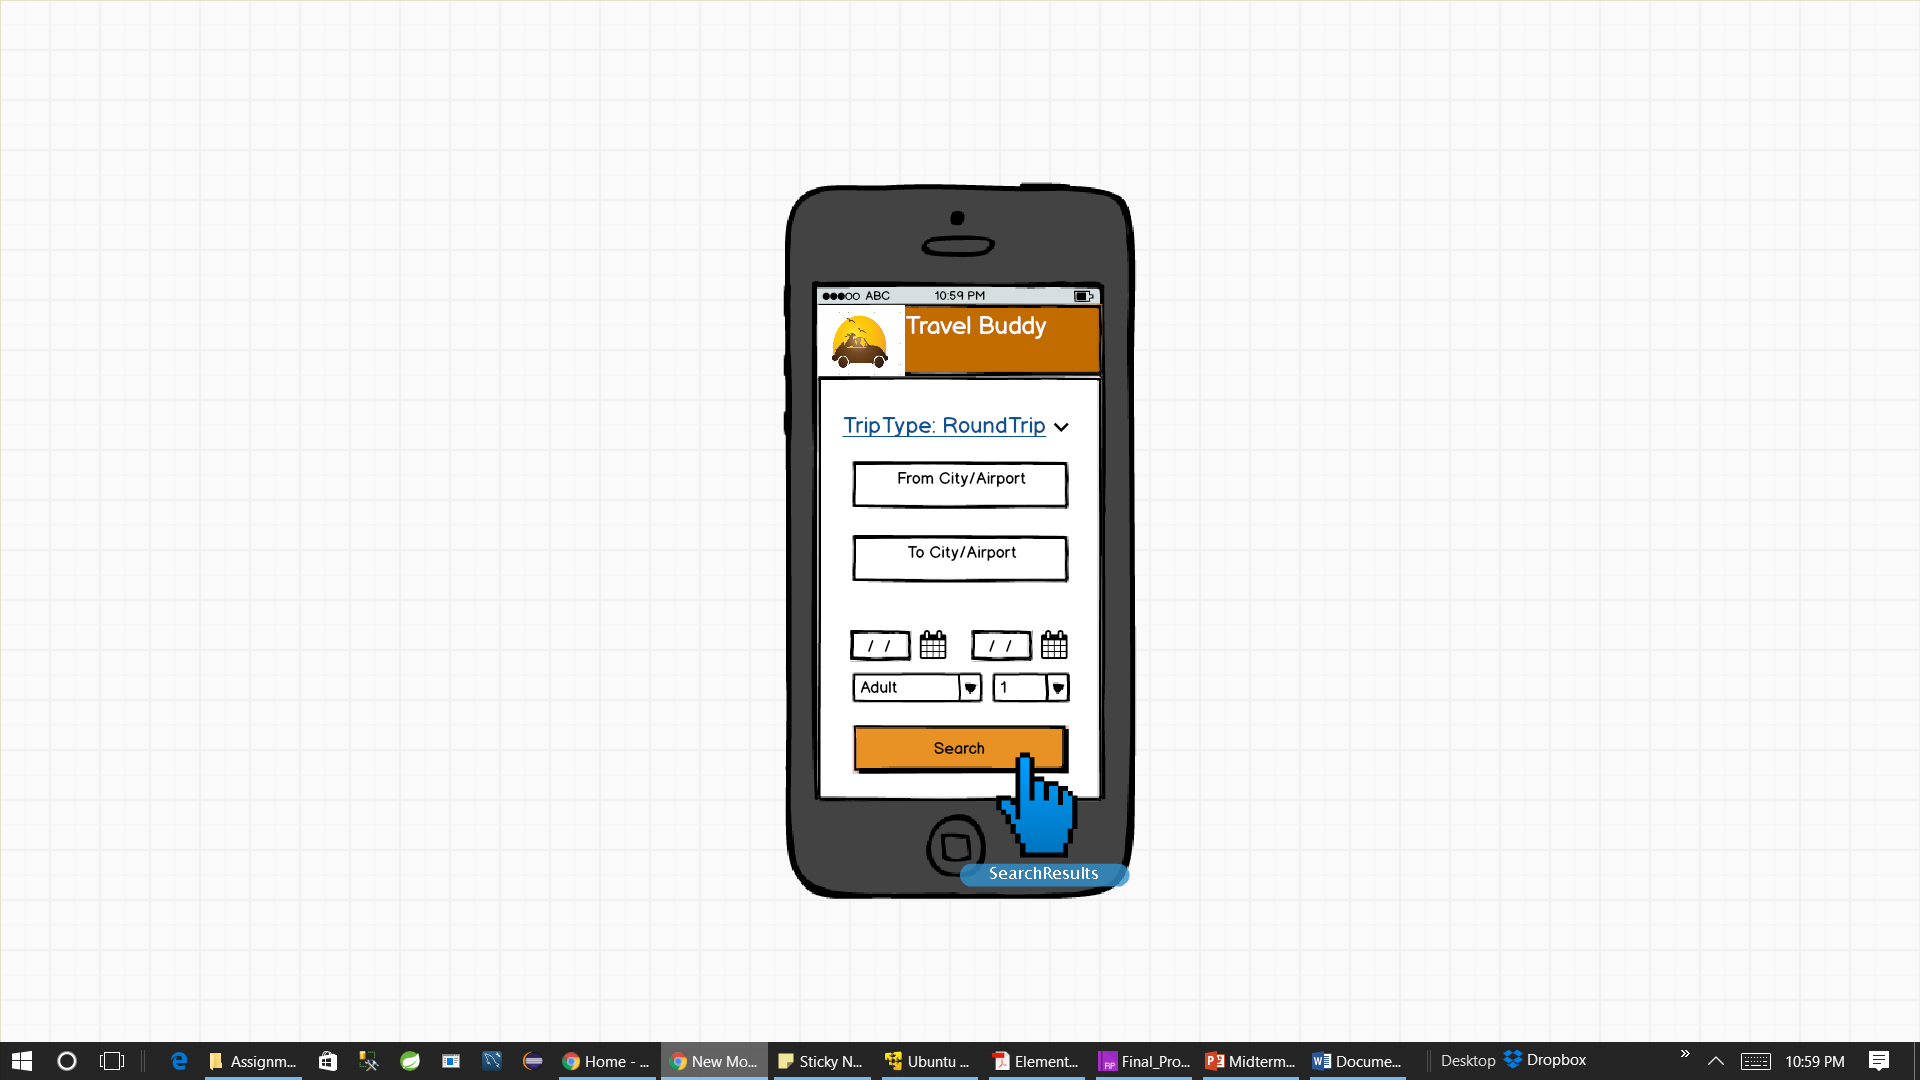 ABC 10:59 PM
Travel Buddy
TripType: RoundTrip
From City/Airport
To City/Airport
/ / / /
Adult 1
Search
SearchResults
Assignm... Home - ... New Mo... Sticky N... Ubuntu ... Element... Final_Pro... Midterm... Docume... Desktop Dropbox » 10:59 PM